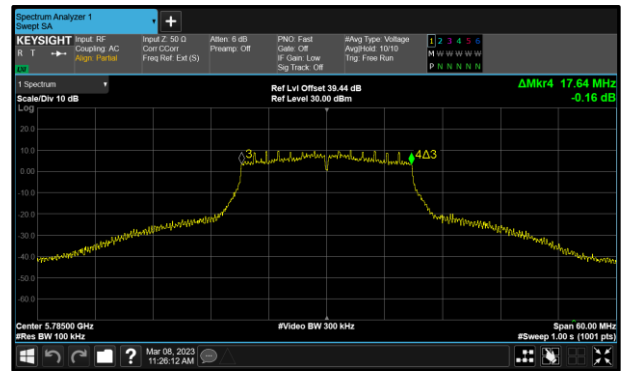 Spectrum Analyzer 1
Swept SA
KEYSIGHT
R T
LXI
Input: RF
Coupling: AC
Align: Partial
Input Z: 50 Ω
Corr CCorr
Freq Ref: Ext (S)
Atten: 6 dB
Preamp: Off
PNO: Fast
Gate: Off
IF Gain: Low
Sig Track: Off
#Avg Type: Voltage
Avg|Hold: 10/10
Trig: Free Run
1 2 3 4 5 6
M W W W W W
P N N N N N
1 Spectrum
Scale/Div 10 dB
Log
Ref Lvl Offset 39.44 dB
Ref Level 30.00 dBm
ΔMkr4 17.64 MHz
-0.16 dB
20.0
10.0
0.00
-10.0
-20.0
-30.0
-40.0
-50.0
-60.0
3
4Δ3
Center 5.78500 GHz
#Res BW 100 kHz
#Video BW 300 kHz
Span 60.00 MHz
#Sweep 1.00 s (1001 pts)
?
Mar 08, 2023
11:26:12 AM